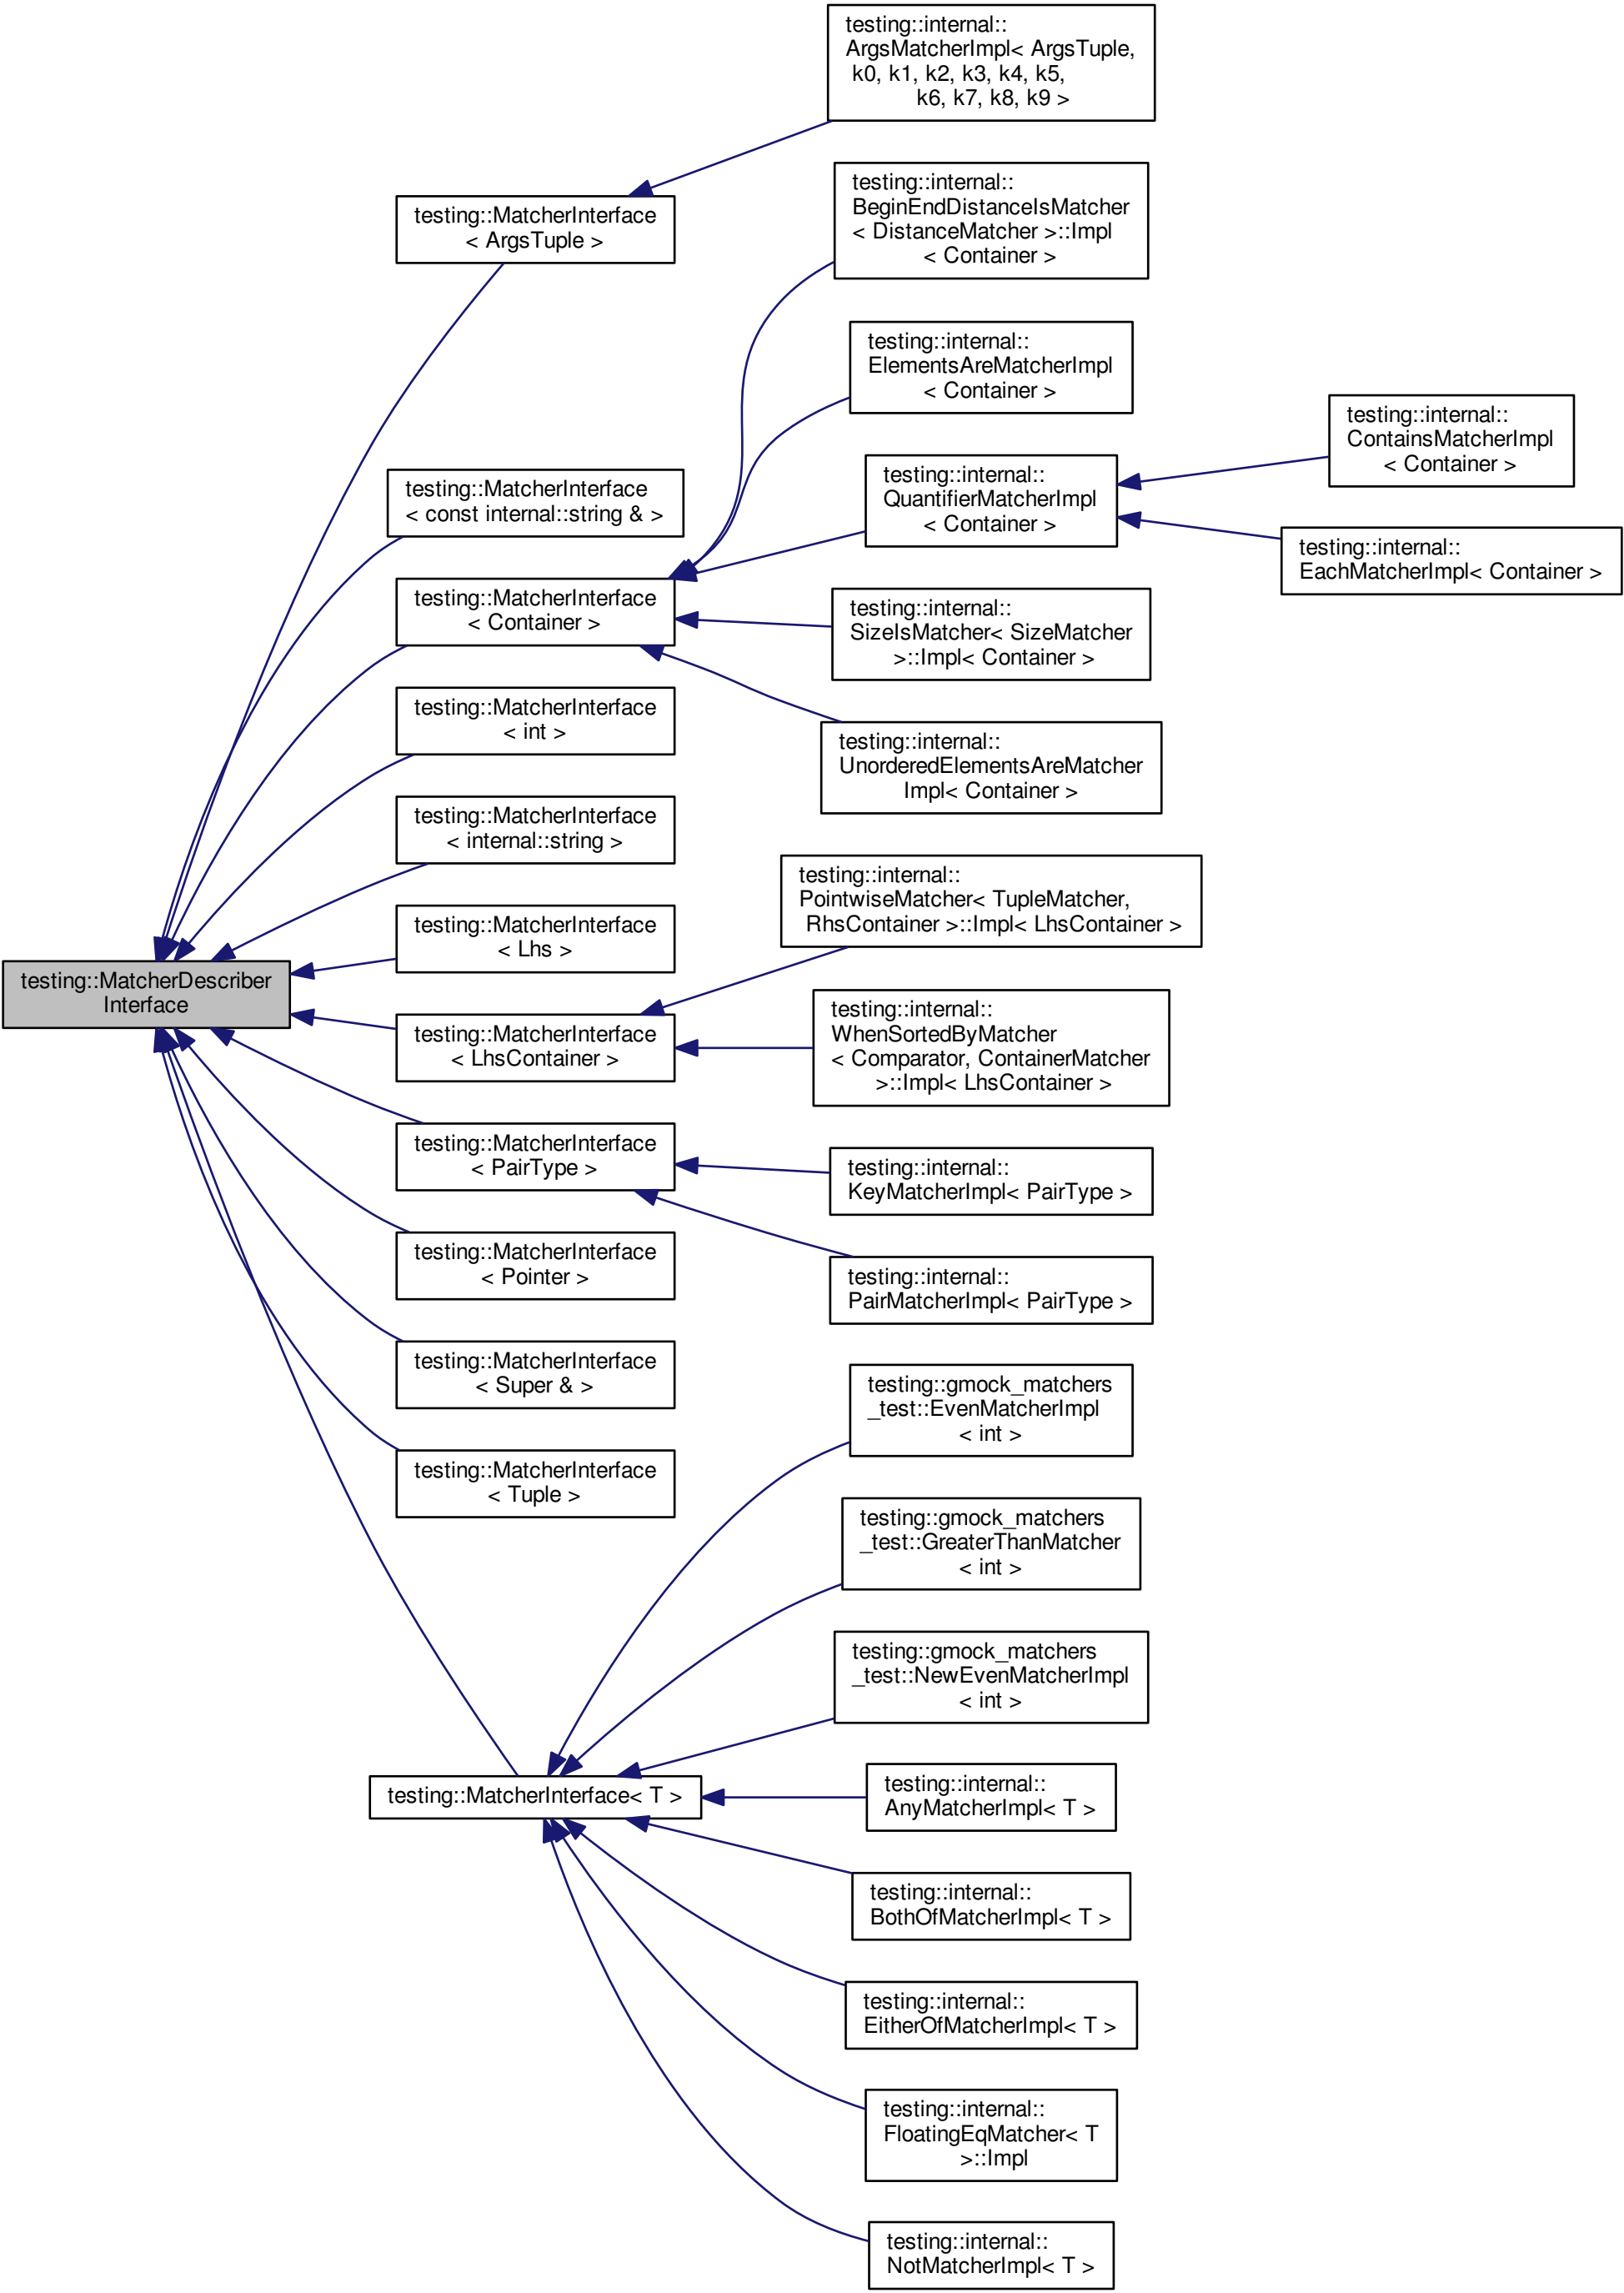 testing::internal::
ArgsMatcherImpl< ArgsTuple,
k0, k1, k2, k3, k4, k5,
k6, k7, k8, k9 >
testing::MatcherInterface
< ArgsTuple >
testing::internal::
BeginEndDistanceIsMatcher
< DistanceMatcher >::Impl
< Container >
testing::internal::
ElementsAreMatcherImpl
< Container >
testing::internal::
ContainsMatcherImpl
< Container >
testing::MatcherInterface
< const internal::string & >
testing::internal::
QuantifierMatcherImpl
< Container >
testing::internal::
EachMatcherImpl< Container >
testing::MatcherInterface
< Container >
testing::internal::
SizeIsMatcher< SizeMatcher
>::Impl< Container >
testing::MatcherInterface
< int >
testing::internal::
UnorderedElementsAreMatcher
Impl< Container >
testing::MatcherInterface
< internal::string >
testing::MatcherInterface
< Lhs >
testing::internal::
PointwiseMatcher< TupleMatcher,
RhsContainer >::Impl< LhsContainer >
testing::MatcherDescriber
Interface
testing::MatcherInterface
< LhsContainer >
testing::internal::
WhenSortedByMatcher
< Comparator, ContainerMatcher
>::Impl< LhsContainer >
testing::MatcherInterface
< PairType >
testing::internal::
KeyMatcherImpl< PairType >
testing::MatcherInterface
< Pointer >
testing::internal::
PairMatcherImpl< PairType >
testing::MatcherInterface
< Super & >
testing::gmock_matchers
_test::EvenMatcherImpl
< int >
testing::MatcherInterface
< Tuple >
testing::gmock_matchers
_test::GreaterThanMatcher
< int >
testing::gmock_matchers
_test::NewEvenMatcherImpl
< int >
testing::MatcherInterface< T >
testing::internal::
AnyMatcherImpl< T >
testing::internal::
BothOfMatcherImpl< T >
testing::internal::
EitherOfMatcherImpl< T >
testing::internal::
FloatingEqMatcher< T
>::Impl
testing::internal::
NotMatcherImpl< T >